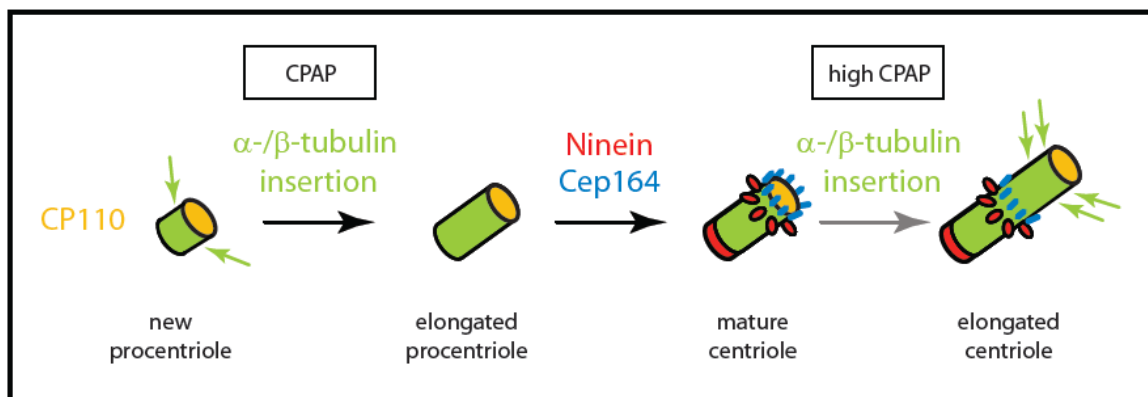 CPAP
high CPAP
α-/β-tubulin
insertion
Ninein
Cep164
α-/β-tubulin
insertion
CP110
new
procentriole
elongated
procentriole
mature
centriole
elongated
centriole